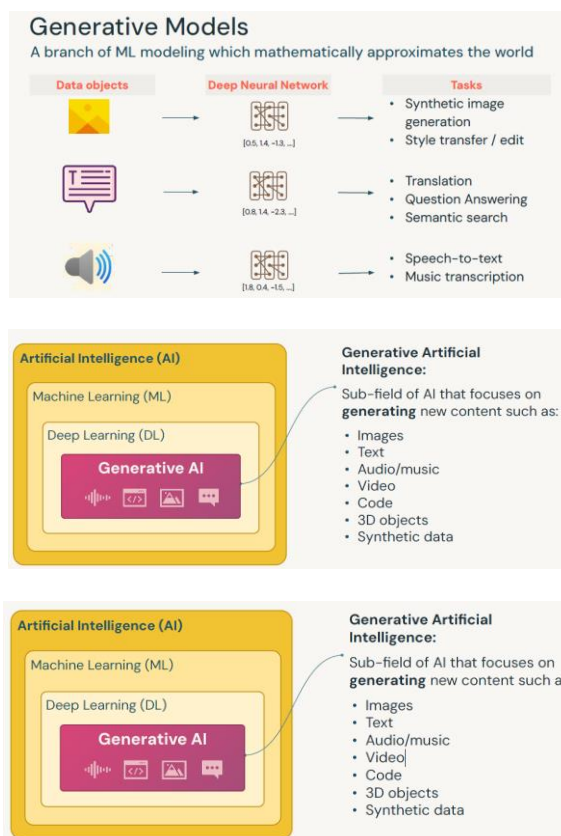 Generative Models
A branch of ML modeling which mathematically approximates the world
Data objects Deep Neural Network Tasks
[0.5, 1.4, -1.3, ...]
• Synthetic image
generation
• Style transfer / edit
T
[0.8, 1.4, -2.3, ...]
• Translation
• Question Answering
• Semantic search
[1.8, 0.4, -1.5, ...]
• Speech-to-text
• Music transcription
Artificial Intelligence (AI)
Machine Learning (ML)
Deep Learning (DL)
Generative AI
</>
Generative Artificial
Intelligence:
Sub-field of AI that focuses on
generating new content such as:
• Images
• Text
• Audio/music
• Video
• Code
• 3D objects
• Synthetic data
Artificial Intelligence (AI)
Machine Learning (ML)
Deep Learning (DL)
Generative AI
</>
Generative Artificial
Intelligence:
Sub-field of AI that focuses on
generating new content such a
• Images
• Text
• Audio/music
• Video
• Code
• 3D objects
• Synthetic data